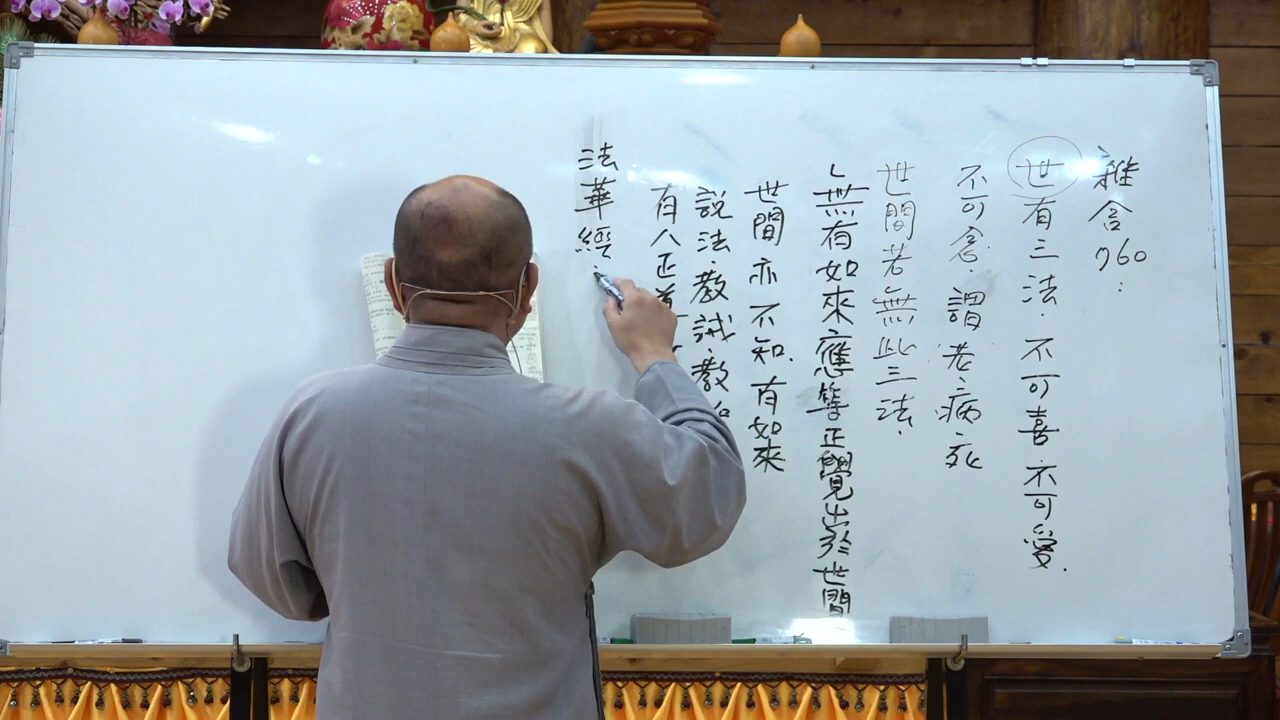 雜含760:
世有三法．不可喜．不可愛．
不可念．謂老、病、死
世間若無此三法．
無有如來應等正覺出於世間
世間亦不知．有如來
說法．教誡．教
有人正
法華經．